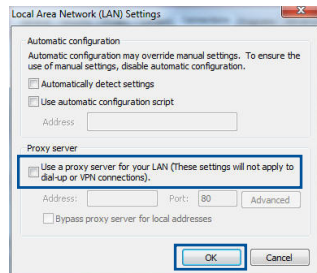 Local Area Network (LAN) Settings
Automatic configuration
Automatic configuration may override manual settings. To ensure the
use of manual settings, disable automatic configuration.
Automatically detect settings
Use automatic configuration script
Address
Proxy server
Use a proxy server for your LAN (These settings will not apply to
dial-up or VPN connections).
Address: Port: 80 Advanced
Bypass proxy server for local addresses
OK Cancel